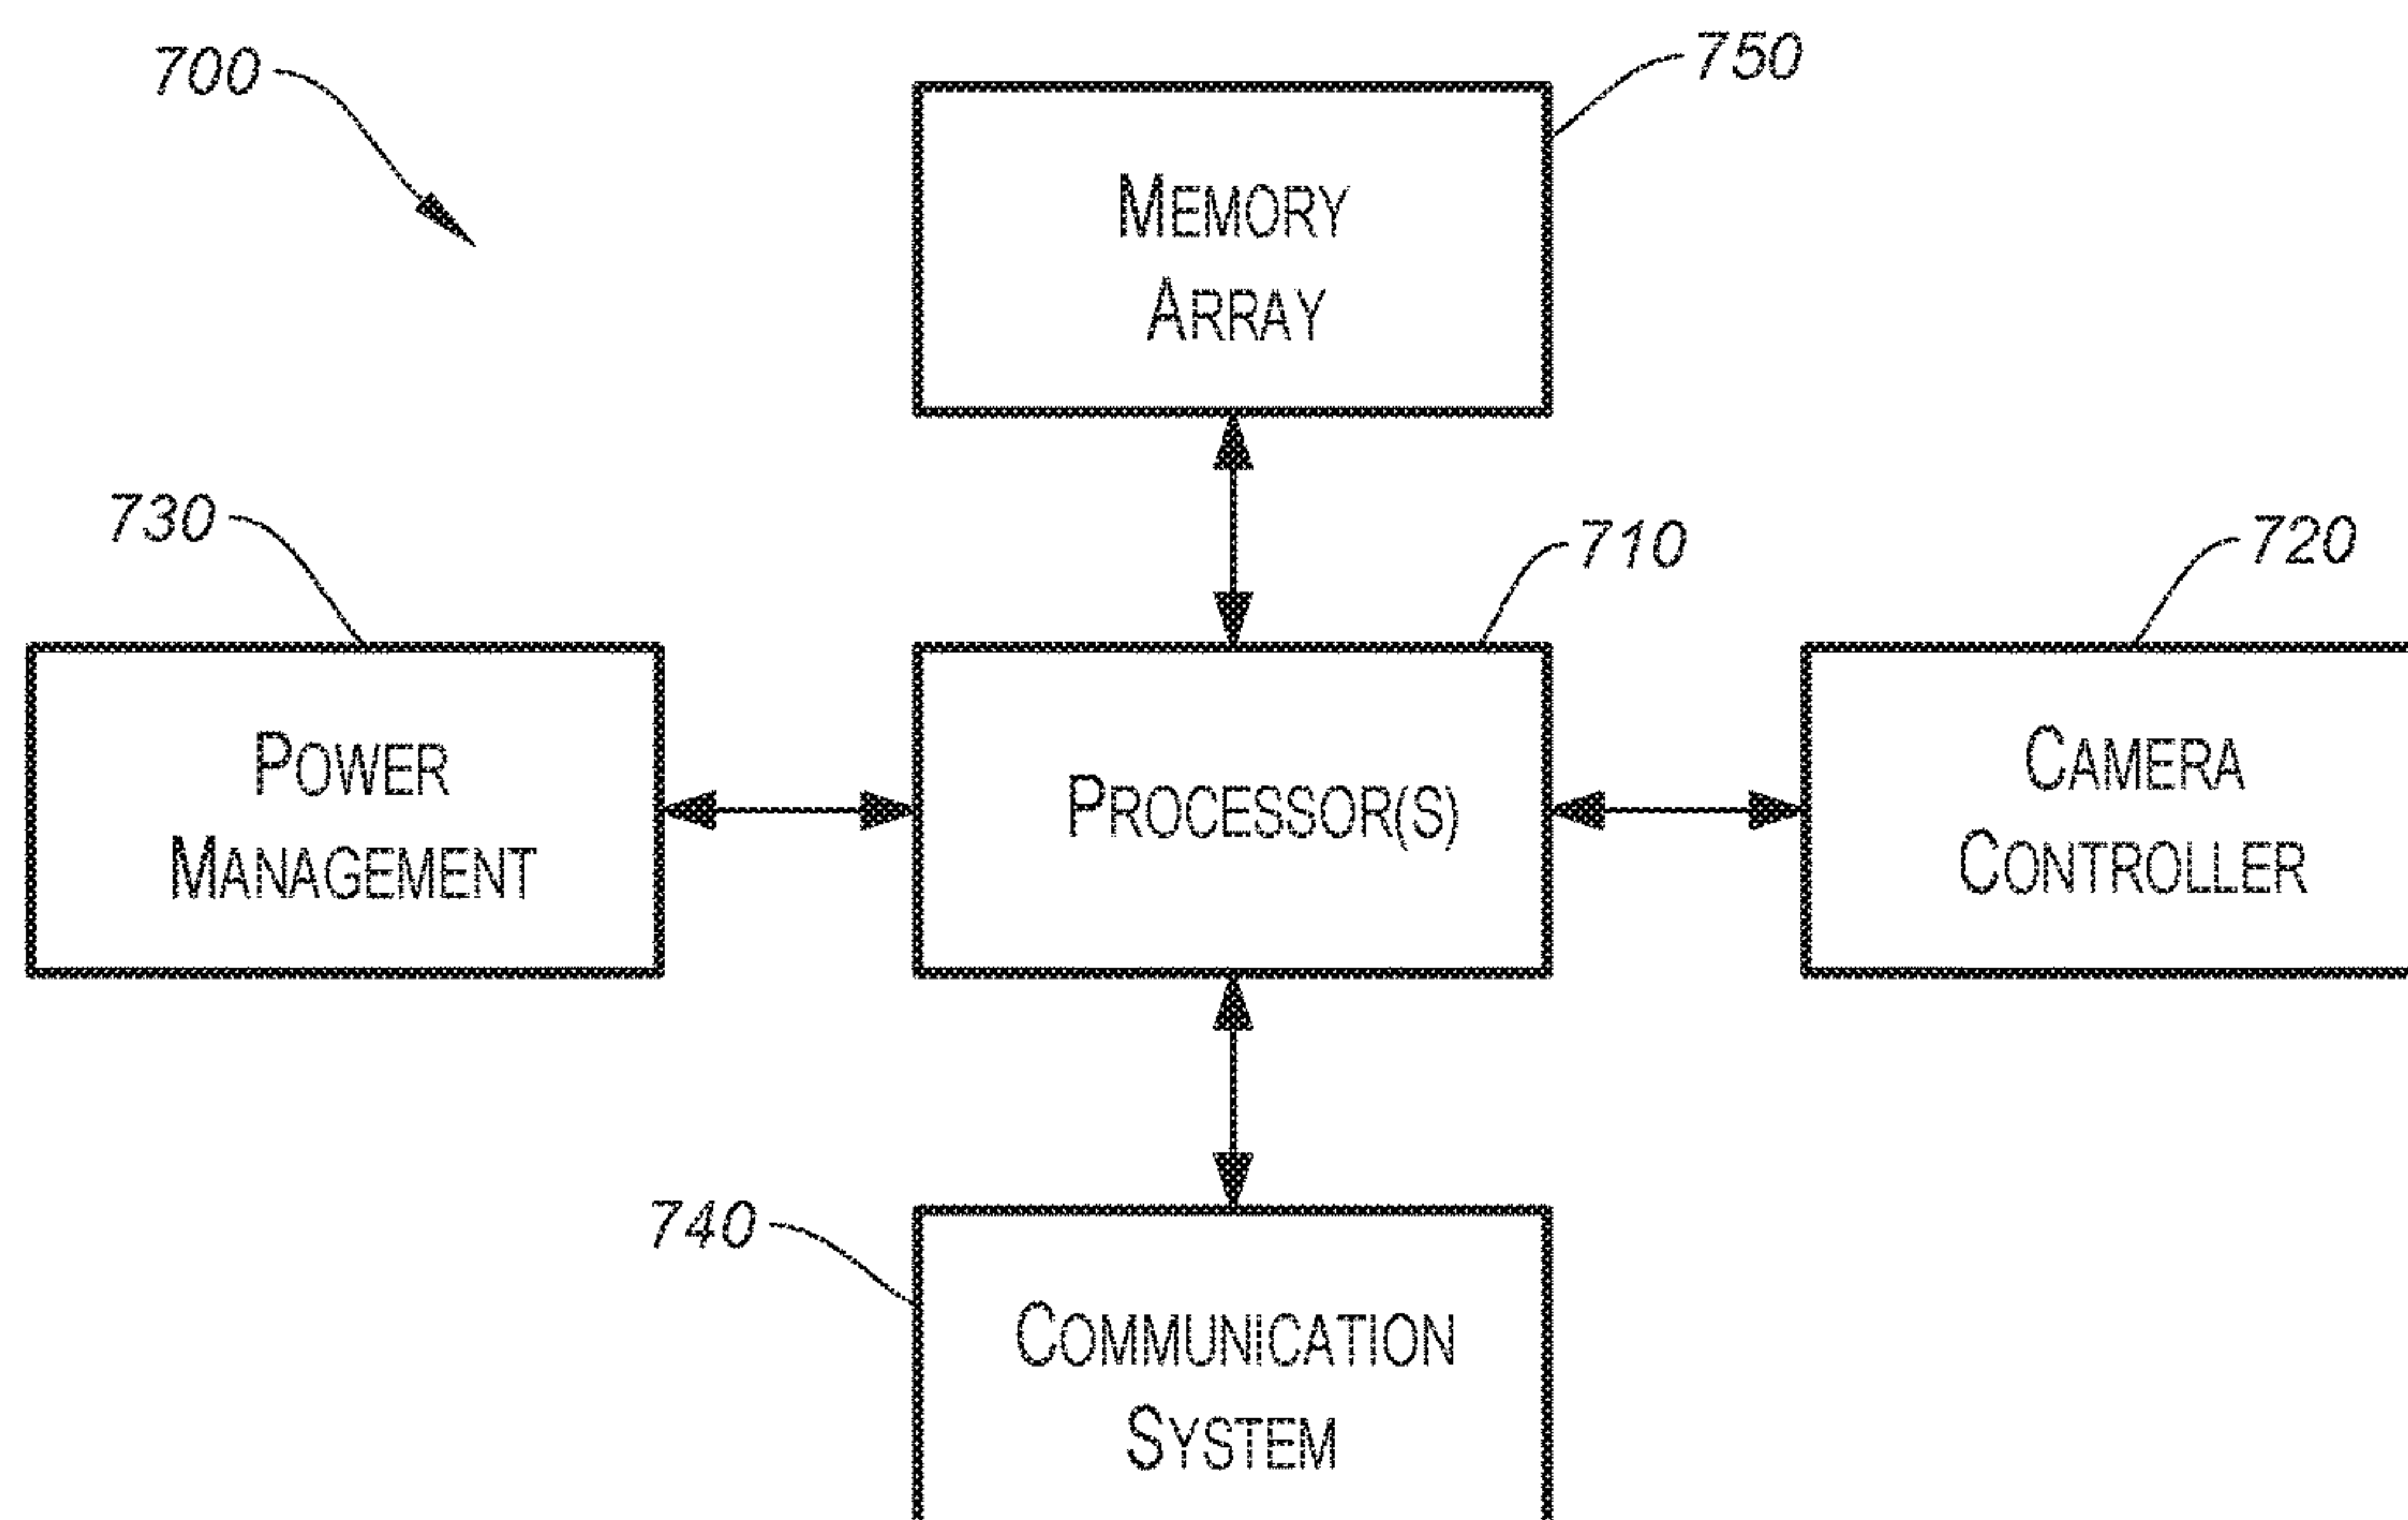 700
750
MEMORY
ARRAY
730
710
720
POWER
MANAGEMENT
PROCESSOR(S)
CAMERA
CONTROLLER
740
COMMUNICATION
SYSTEM